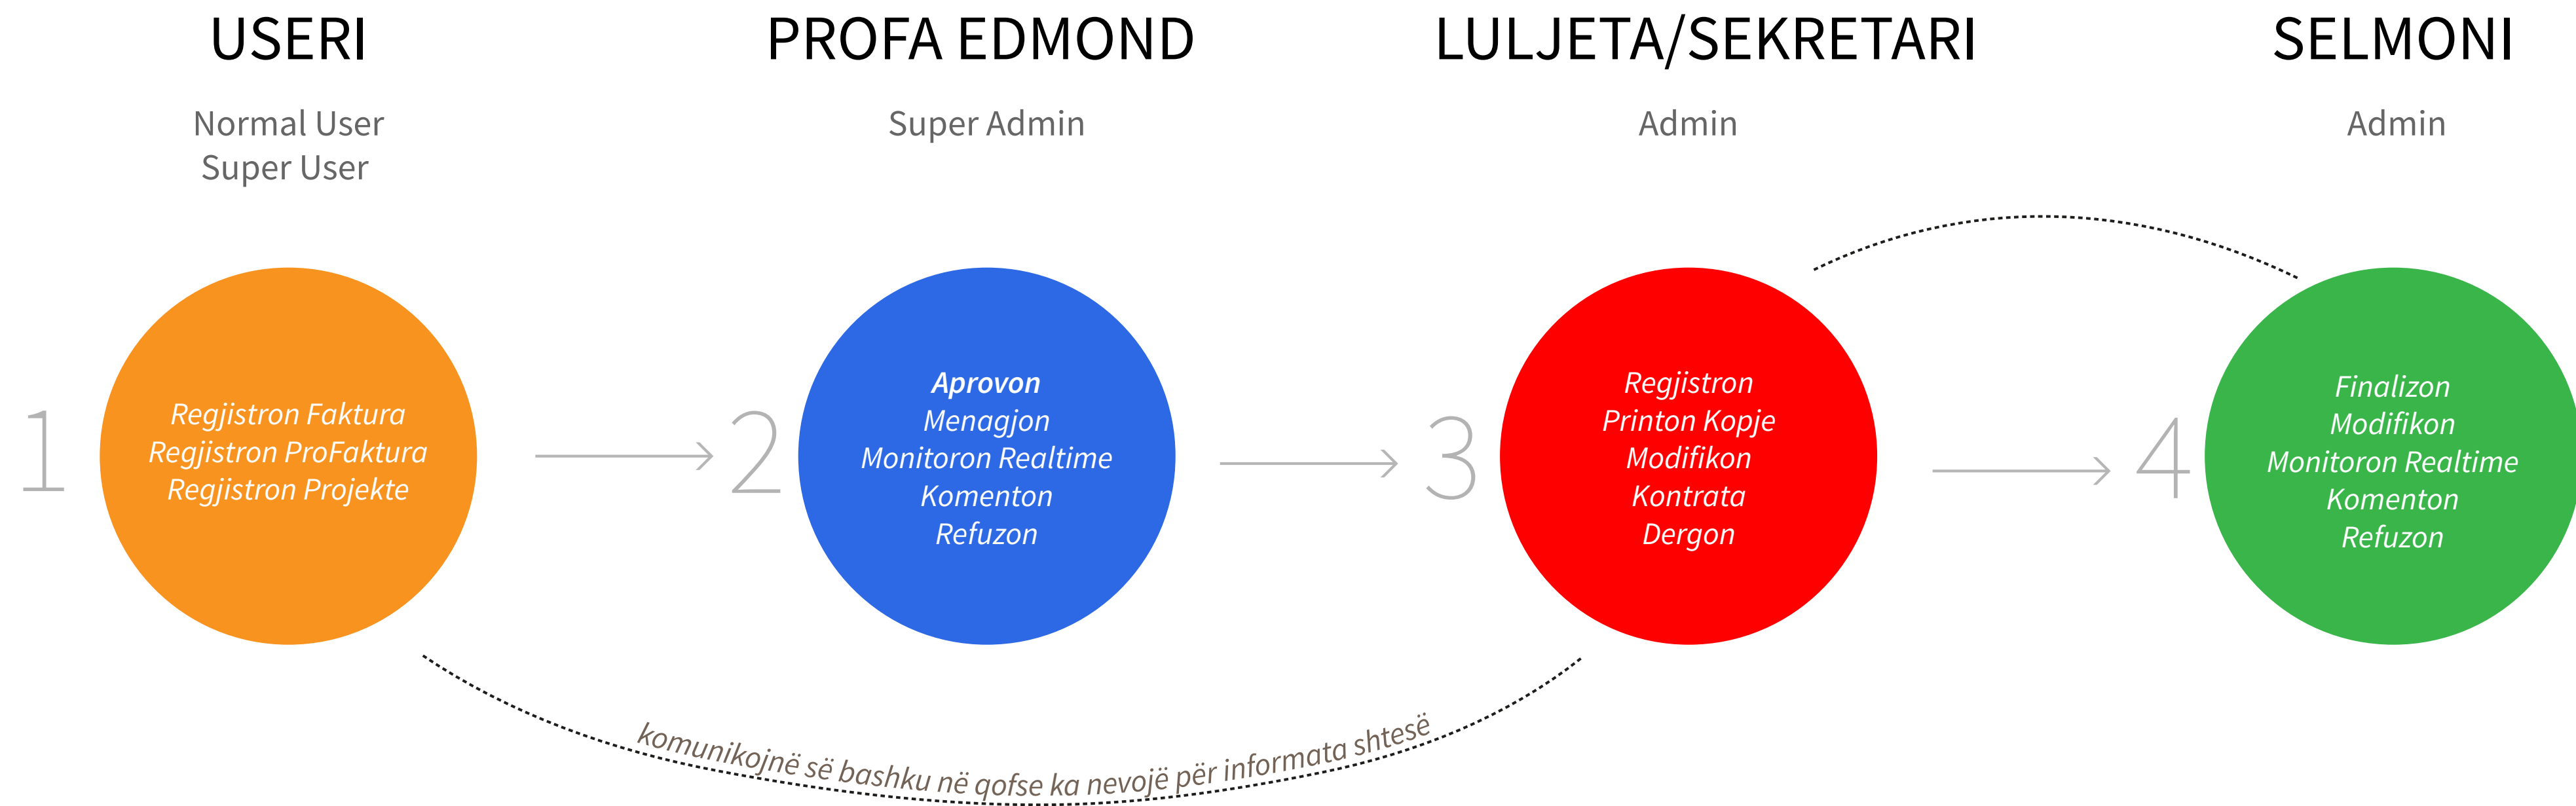 USERI
Normal User
Super User
PROFA EDMOND
Super Admin
LULJETA/SEKRETARI
Admin
SELMONI
Admin
1
Regjistron Faktura
Regjistron ProFaktura
Regjistron Projekte
2
Aprovon
Menagjon
Monitoron Realtime
Komenton
Refuzon
3
Regjistron
Printon Kopje
Modifikon
Kontrata
Dergon
4
Finalizon
Modifikon
Monitoron Realtime
Komenton
Refuzon
komunikojnë së bashku në qofse ka nevojë për informata shtesë